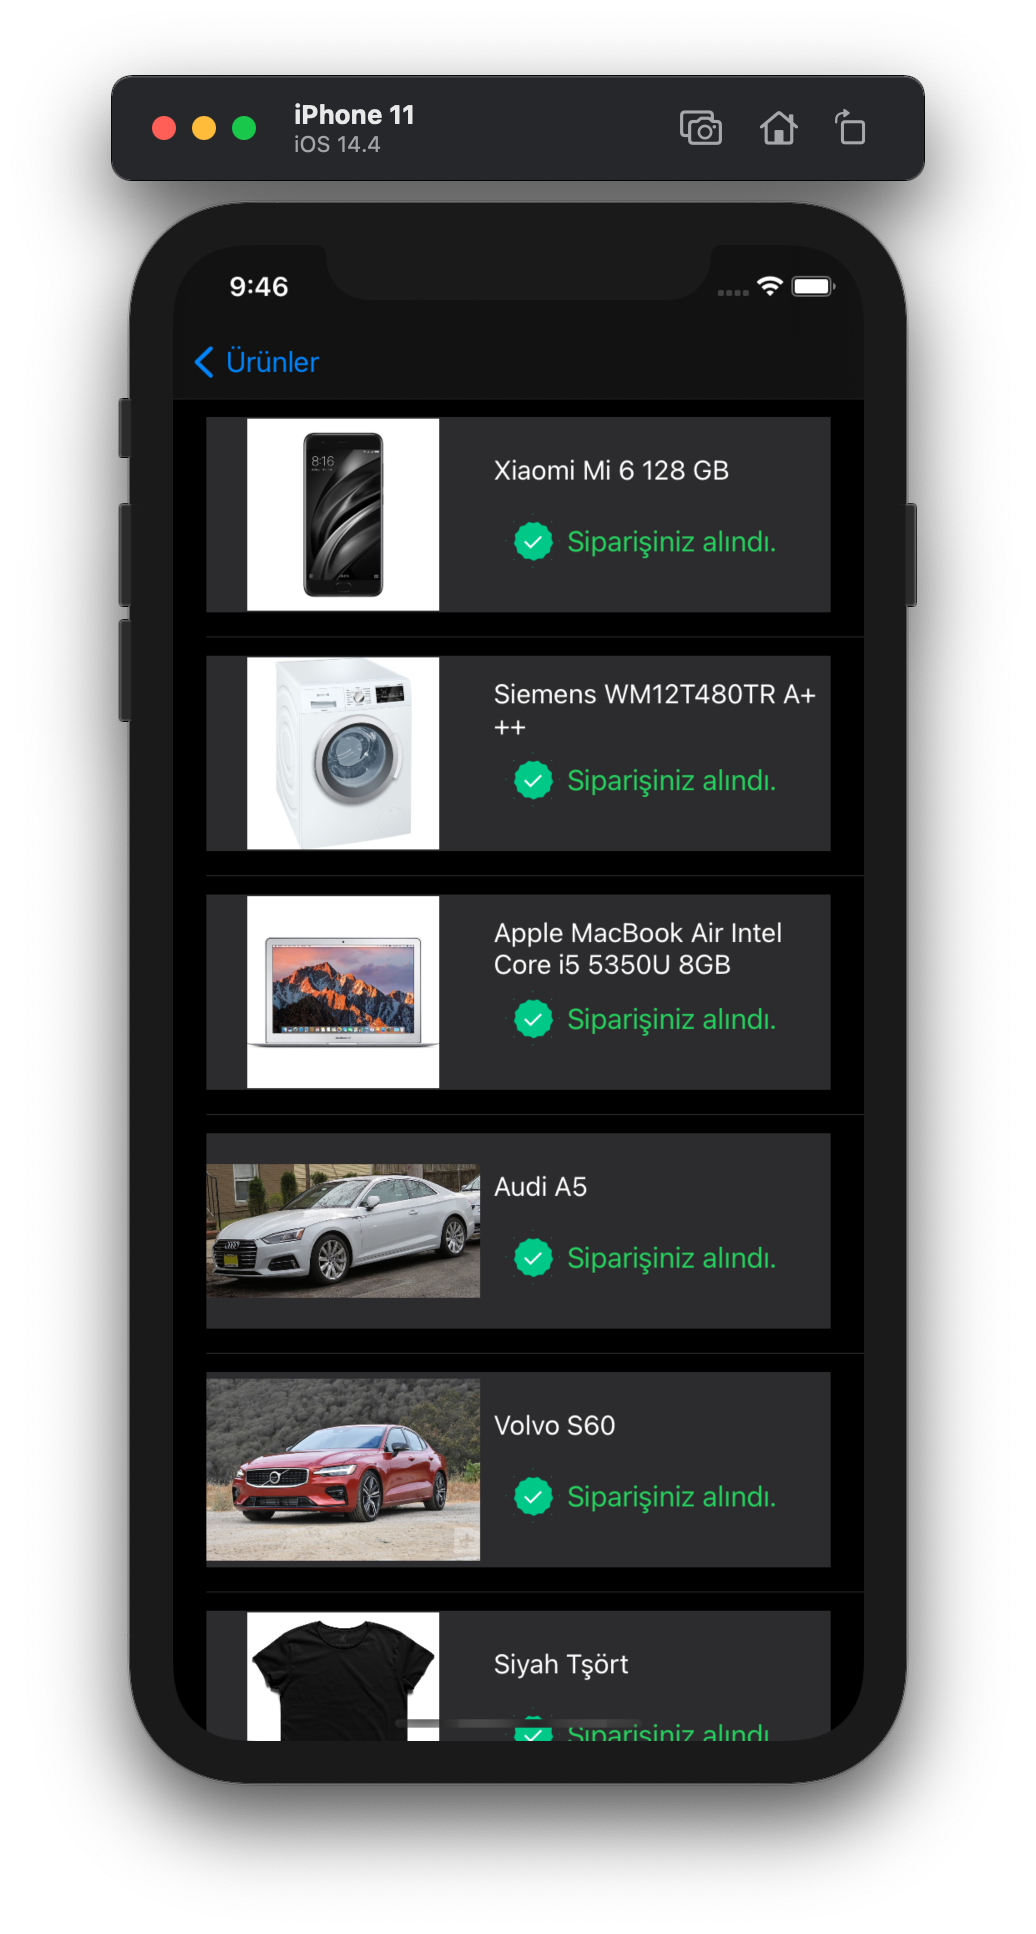 iPhone 11
iOS 14.4
9:46
Ürünler
8:16
Xiaomi Mi 6 128 GB
Siparişiniz alındı.
Siemens WM12T480TR A+
++
Siparişiniz alındı.
Apple MacBook Air Intel
Core i5 5350U 8GB
Siparişiniz alındı.
Audi A5
Siparişiniz alındı.
Volvo S60
Siparişiniz alındı.
Siyah Tşört
Siparişiniz alındı.